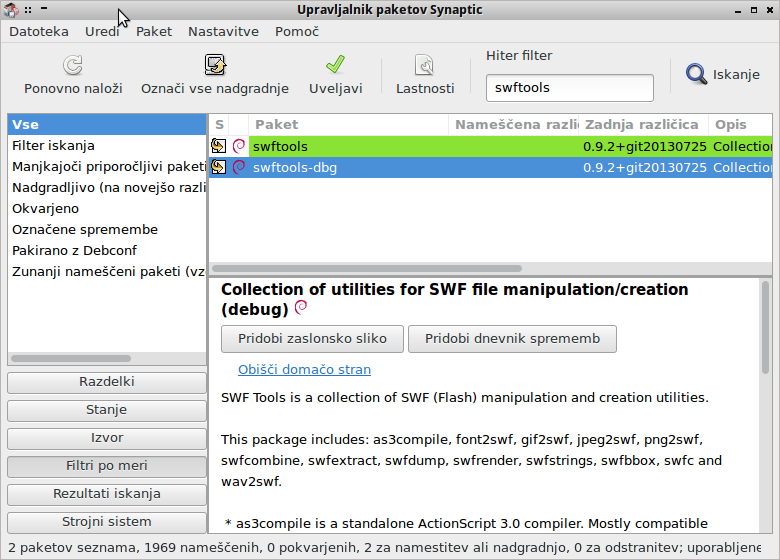 Upravljalnik paketov Synaptic
Datoteka Uredi Paket Nastavitve Pomoč
Ponovno naloži Označi vse nadgradnje Uveljavi Lastnosti
Hiter filter
swftools
Iskanje
Vse
Filter iskanja
Manjkajoči priporočljivi paketi
Nadgradljivo (na novejšo razli
Okvarjeno
Označene spremembe
Pakirano z Debconf
Zunanji nameščeni paketi (vz
Razdelki
Stanje
Izvor
Filtri po meri
Rezultati iskanja
Strojni sistem
S Paket Nameščena razli Zadnja različica Opis
swftools 0.9.2+git20130725 Collection
swftools-dbg 0.9.2+git20130725 Collection
Collection of utilities for SWF file manipulation/creation
(debug)
Pridobi zaslonsko sliko Pridobi dnevnik sprememb
Obišči domačo stran
SWF Tools is a collection of SWF (Flash) manipulation and creation utilities.
This package includes: as3compile, font2swf, gif2swf, jpeg2swf, png2swf,
swfcombine, swfextract, swfdump, swfrender, swfstrings, swfbbox, swfc and
wav2swf.
* as3compile is a standalone ActionScript 3.0 compiler. Mostly compatible
2 paketov seznama, 1969 nameščenih, 0 pokvarjenih, 2 za namestitev ali nadgradnjo, 0 za odstranitev; uporabljene